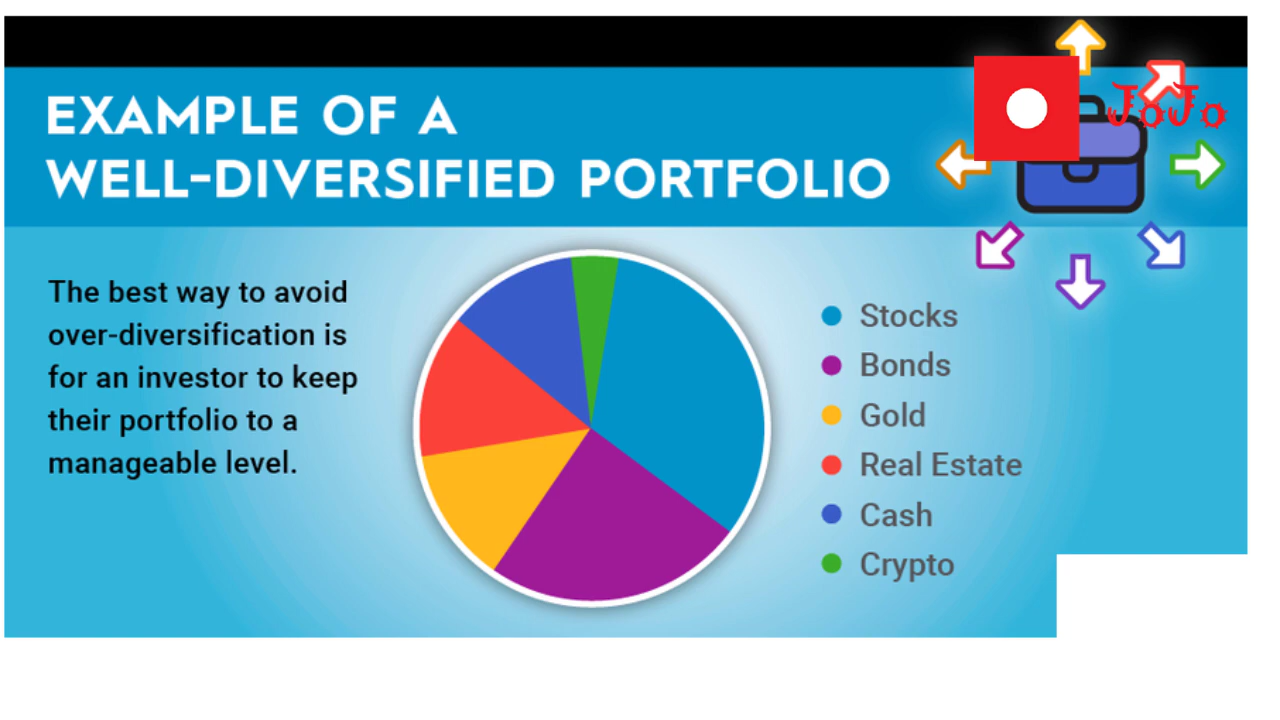 EXAMPLE OF A
WELL-DIVERSIFIED PORTFOLIO
JoJo
The best way to avoid
over-diversification is
for an investor to keep
their portfolio to a
manageable level.
Stocks
Bonds
Gold
Real Estate
Cash
Crypto